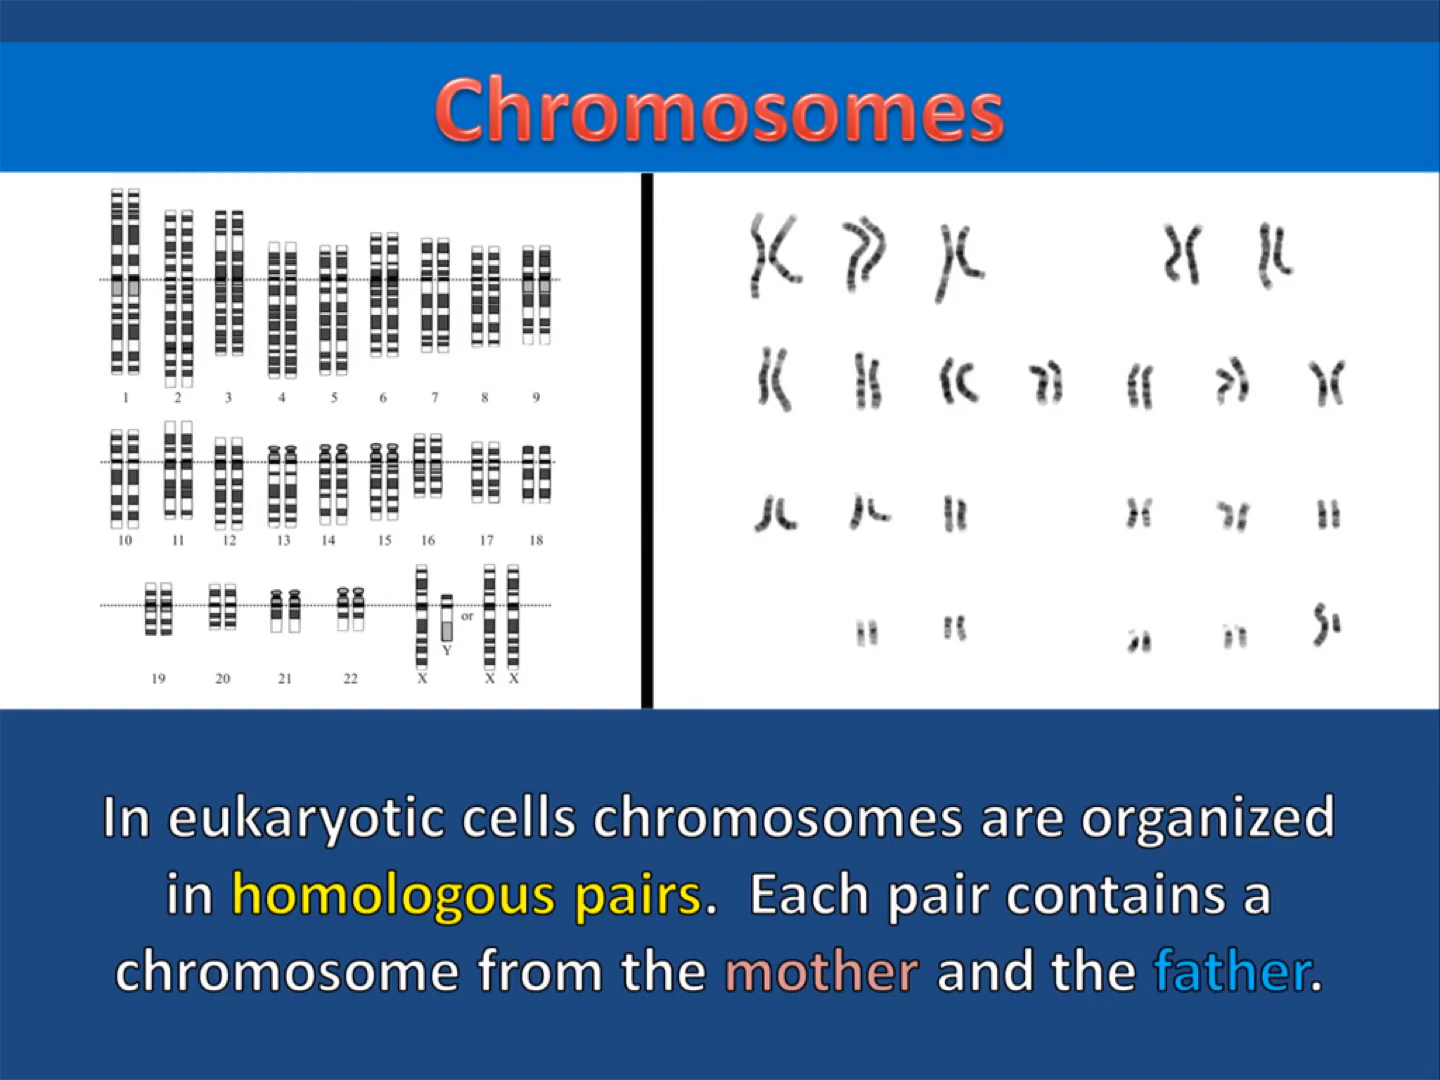 Chromosomes
1 2 3 4 5 6 7 8 9
10 11 12 13 14 15 16 17 18
or
Y
19 20 21 22 X X X
In eukaryotic cells chromosomes are organized
in homologous pairs. Each pair contains a
chromosome from the mother and the father.